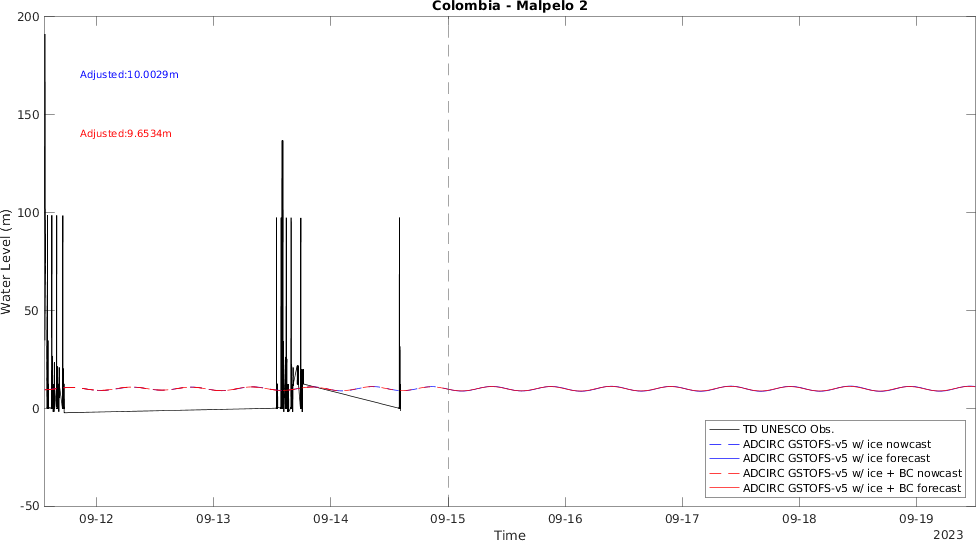 Colombia - Malpelo 2
200
150
100
50
0
-50
Water Level (m)
Adjusted:10.0029m
Adjusted:9.6534m
TD UNESCO Obs.
ADCIRC GSTOFS-v5 w/ ice nowcast
ADCIRC GSTOFS-v5 w/ ice forecast
ADCIRC GSTOFS-v5 w/ ice + BC nowcast
ADCIRC GSTOFS-v5 w/ ice + BC forecast
09-12 09-13 09-14 09-15 09-16 09-17 09-18 09-19
Time
2023